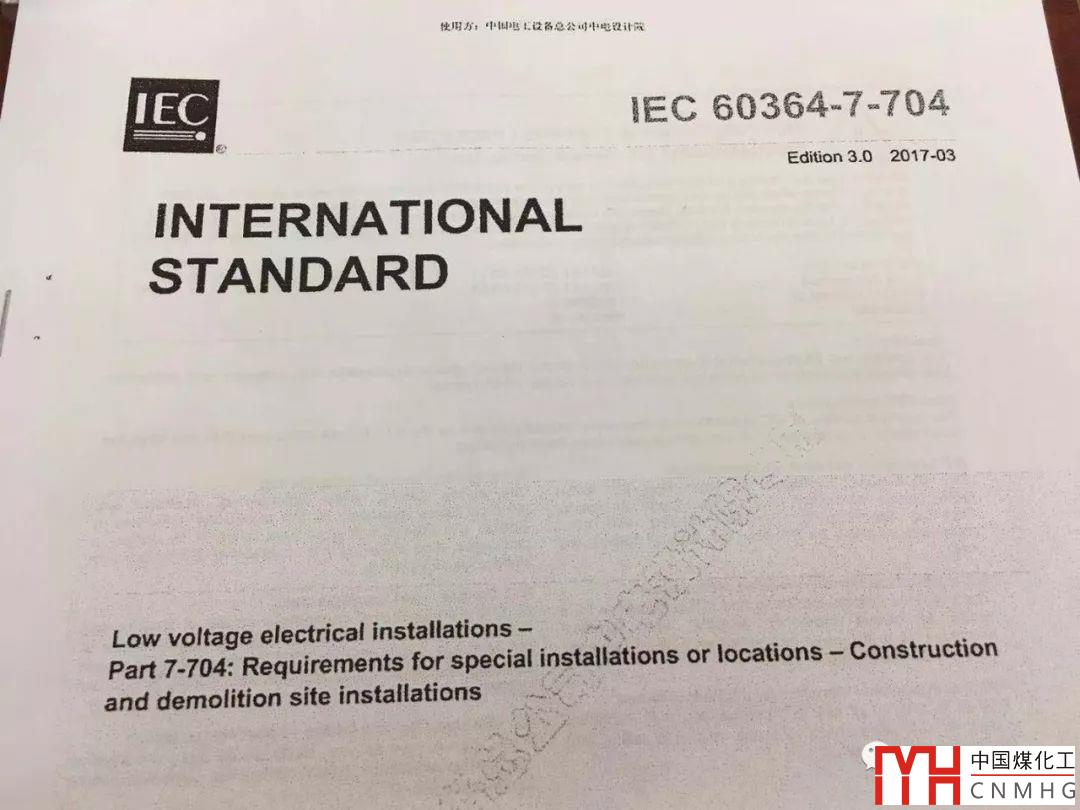 使用方：中国电工设备总公司中电设计院
IEC
®
IEC 60364-7-704
Edition 3.0 2017-03
INTERNATIONAL
STANDARD
Low voltage electrical installations –
Part 7-704: Requirements for special installations or locations – Construction
and demolition site installations
MH
中国煤化工
CNMHG